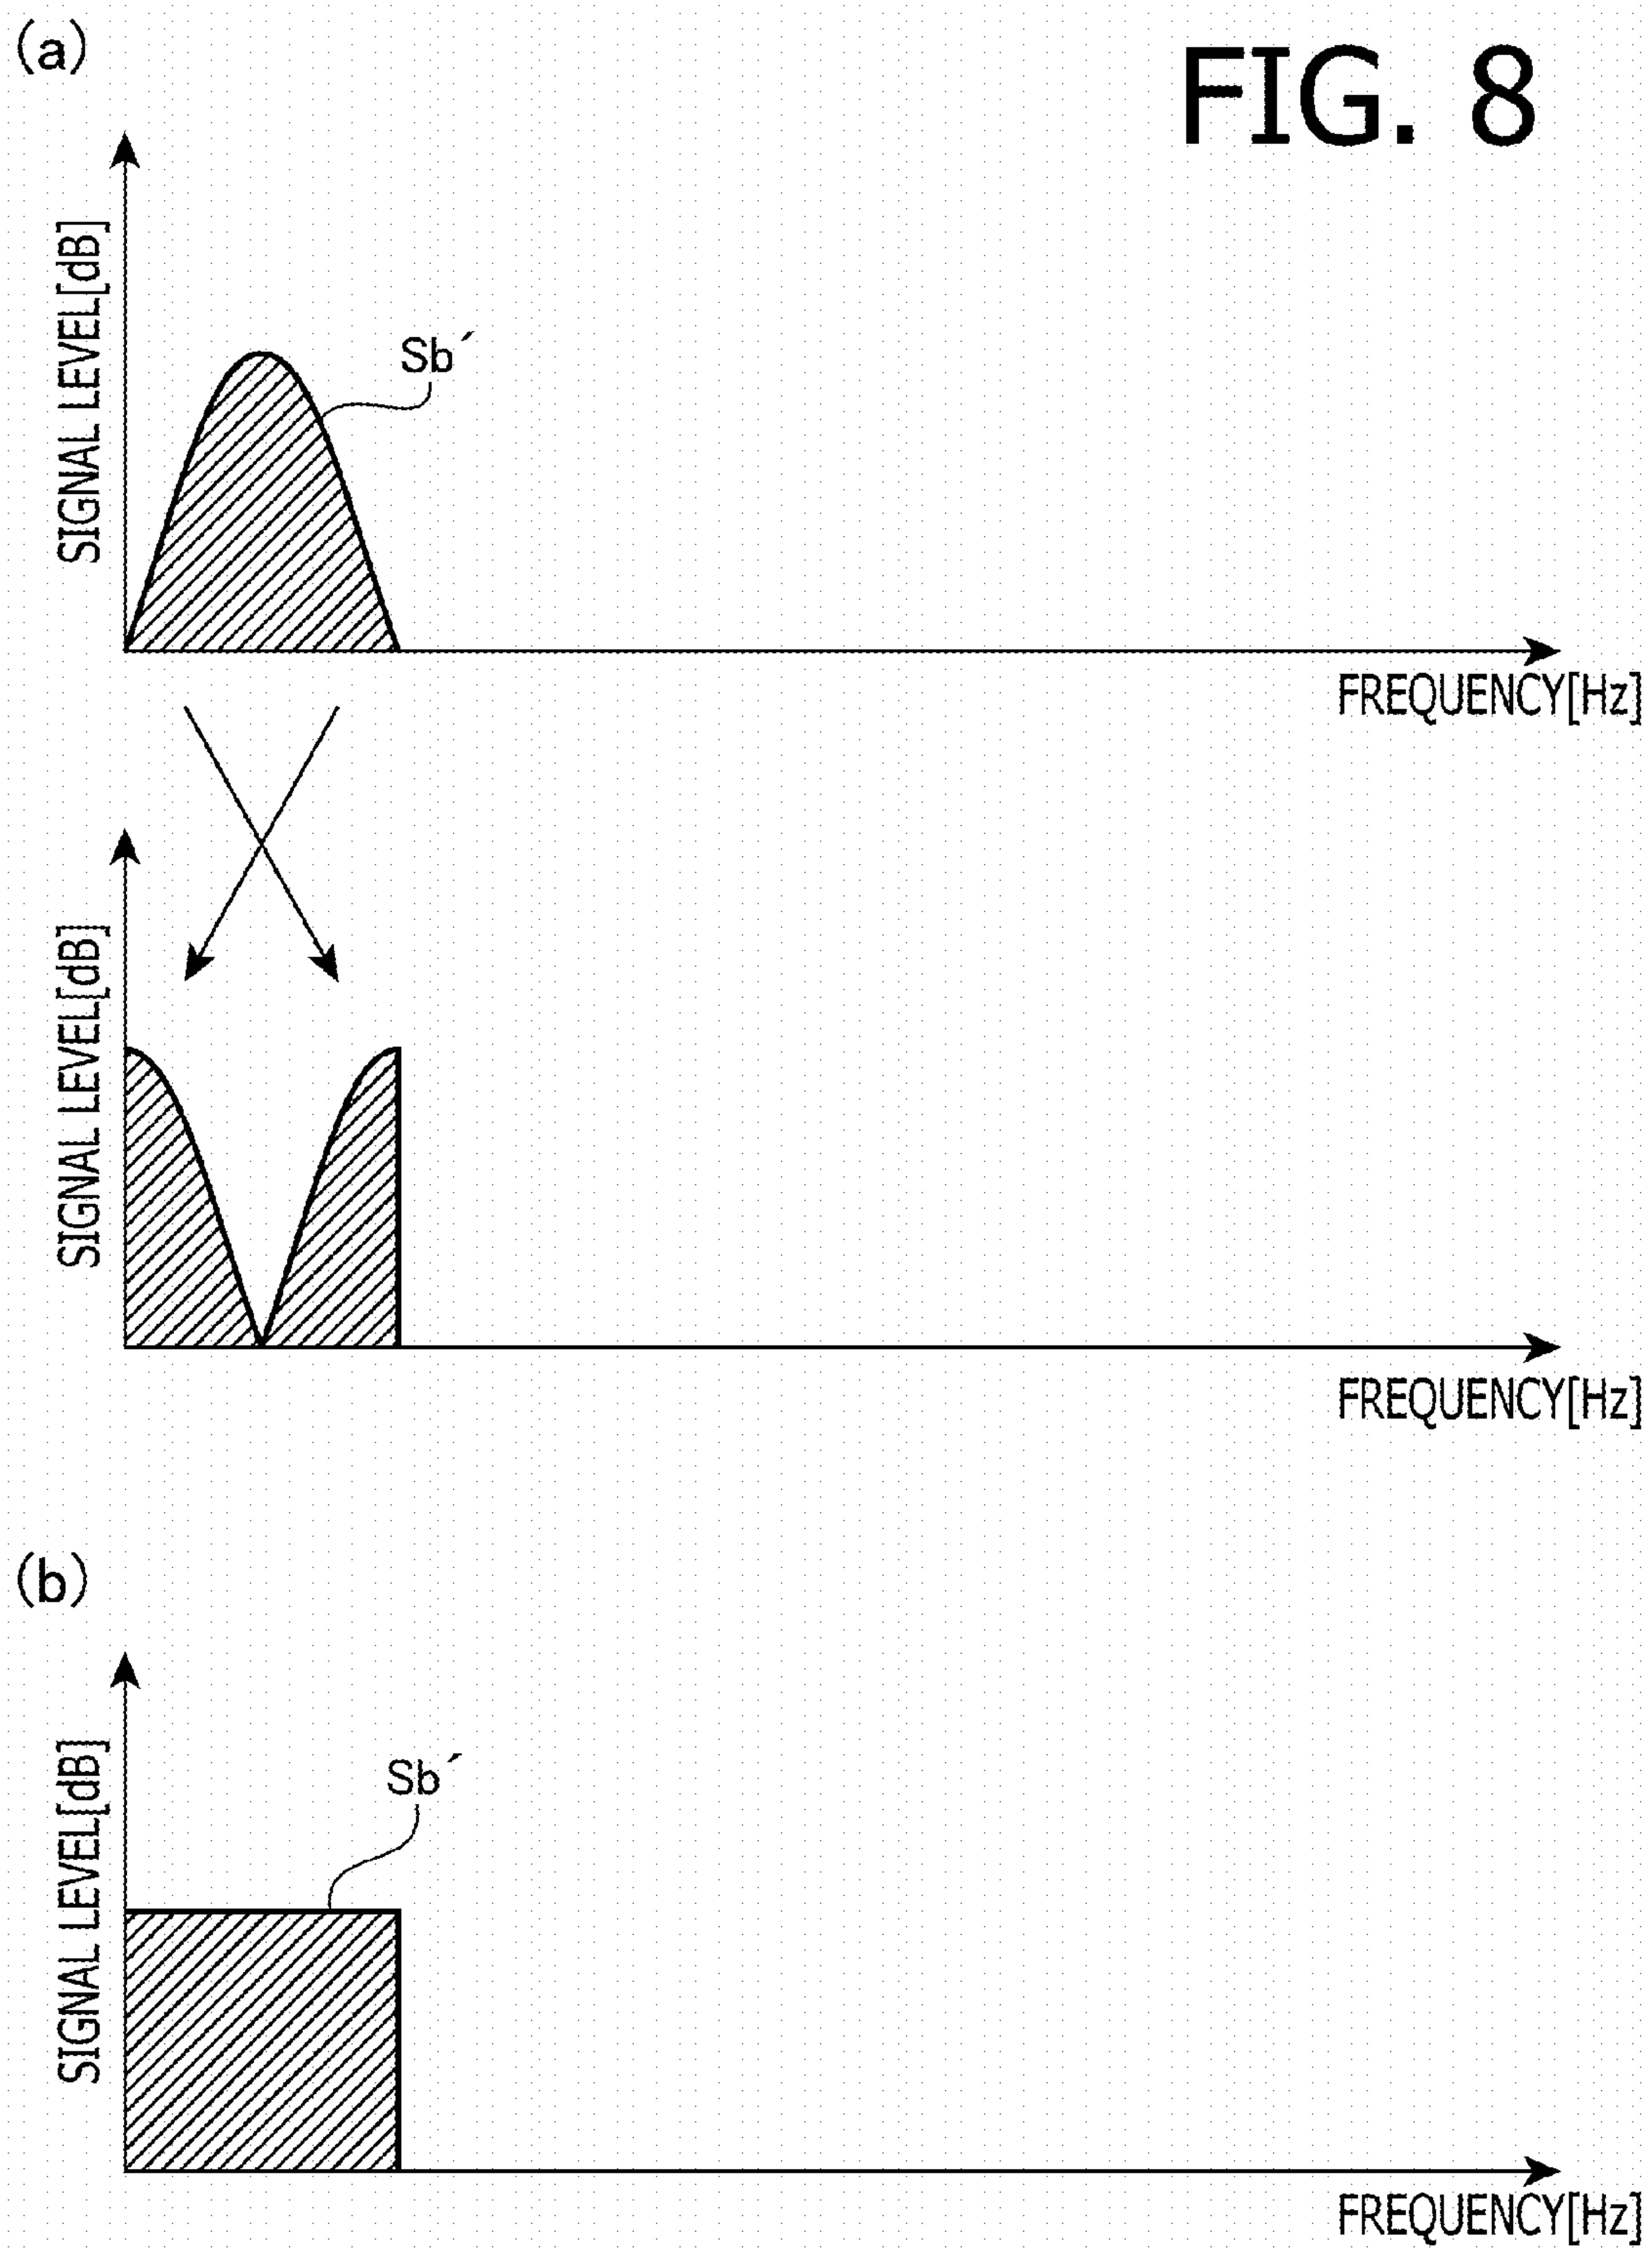 (a)
FIG. 8
SIGNAL LEVEL[dB]
Sb´
FREQUENCY[Hz]
SIGNAL LEVEL[dB]
FREQUENCY[Hz]
(b)
SIGNAL LEVEL[dB]
Sb´
FREQUENCY[Hz]